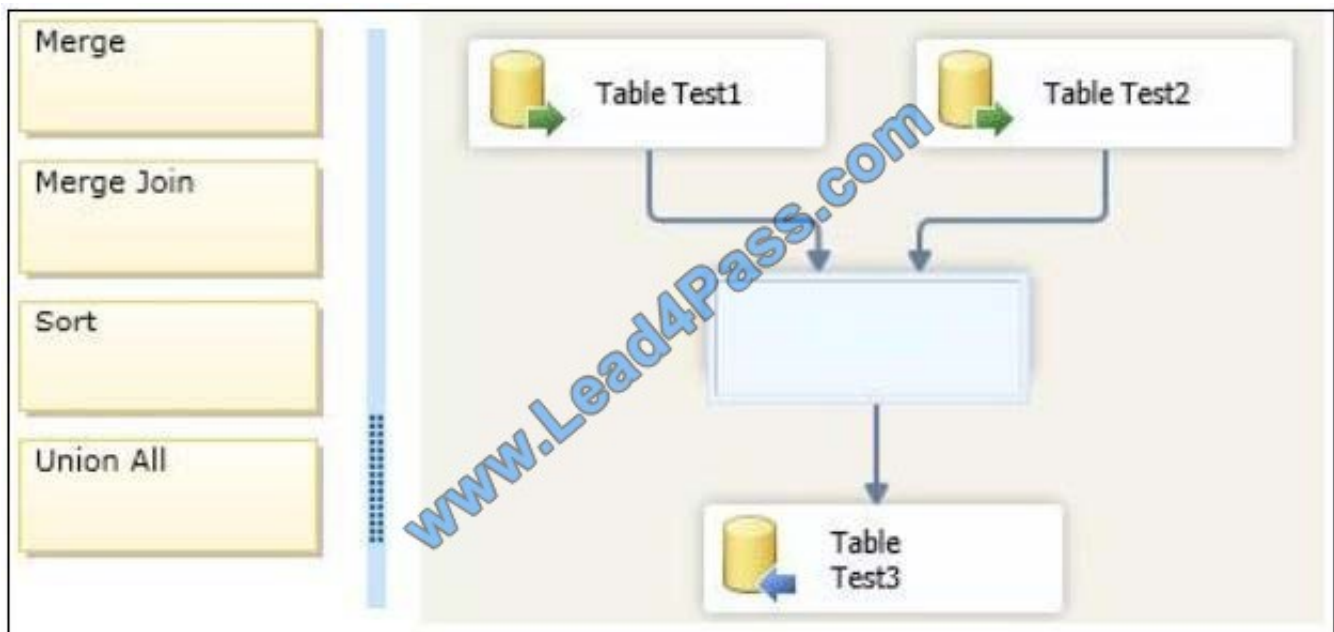 Merge
Merge Join
Sort
Union All
Table Test1
Table Test2
Table
Test3
www.Lead4Pass.com